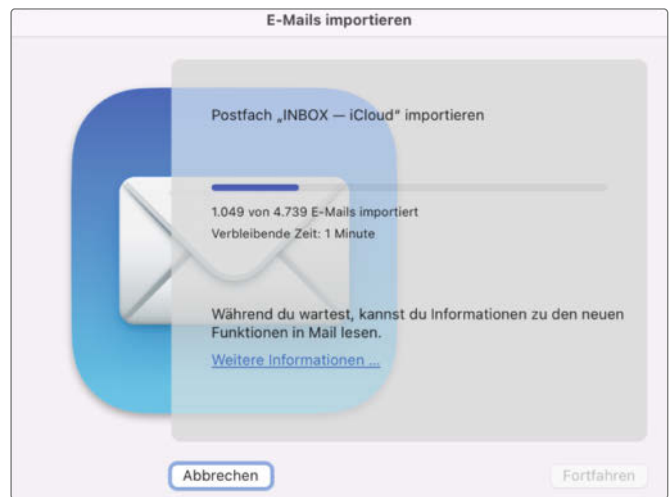 E-Mails importieren
Postfach „INBOX — iCloud“ importieren
1.049 von 4.739 E-Mails importiert
Verbleibende Zeit: 1 Minute
Während du wartest, kannst du Informationen zu den neuen
Funktionen in Mail lesen.
Weitere Informationen ...
Abbrechen
Fortfahren